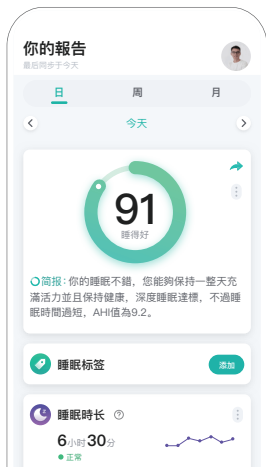 你的報告
最后同步于今天
日 周 月
今天
91
睡得好
简报：你的睡眠不錯，您能夠保持一整天充
滿活力並且保持健康，深度睡眠達標，不過睡
眠時間過短，AHI值為9.2。
睡眠标签
添加
睡眠時长
6小时30分
正常